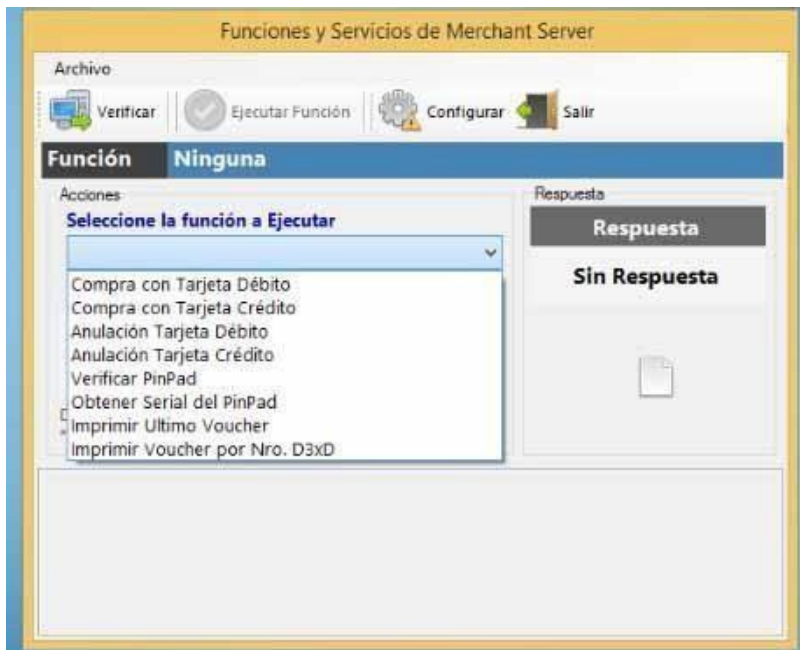 Funciones y Servicios de Merchant Server
Archivo
Verificar Ejecutar Función Configurar Salir
Función Ninguna
Acciones
Seleccione la función a Ejecutar
Compra con Tarjeta Débito
Compra con Tarjeta Crédito
Anulación Tarjeta Débito
Anulación Tarjeta Crédito
Verificar PinPad
Obtener Serial del PinPad
Imprimir Ultimo Voucher
Imprimir Voucher por Nro. D3xD
Respuesta
Respuesta
Sin Respuesta